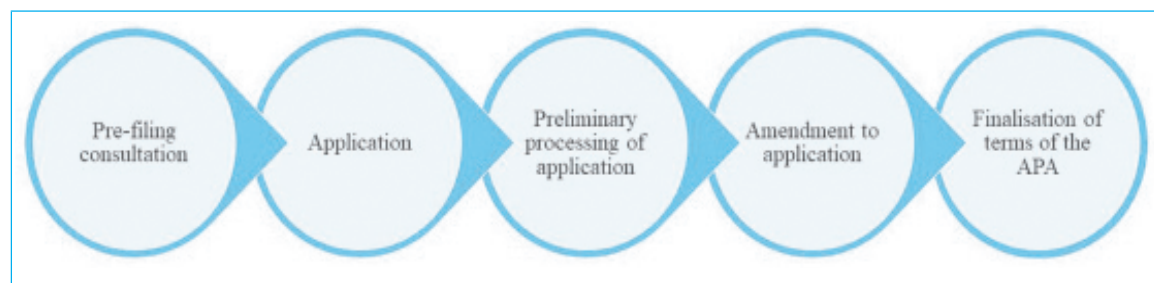 Pre-filing
consultation
Application
Preliminary
processing of
application
Amendment to
application
Finalisation of
terms of the
APA